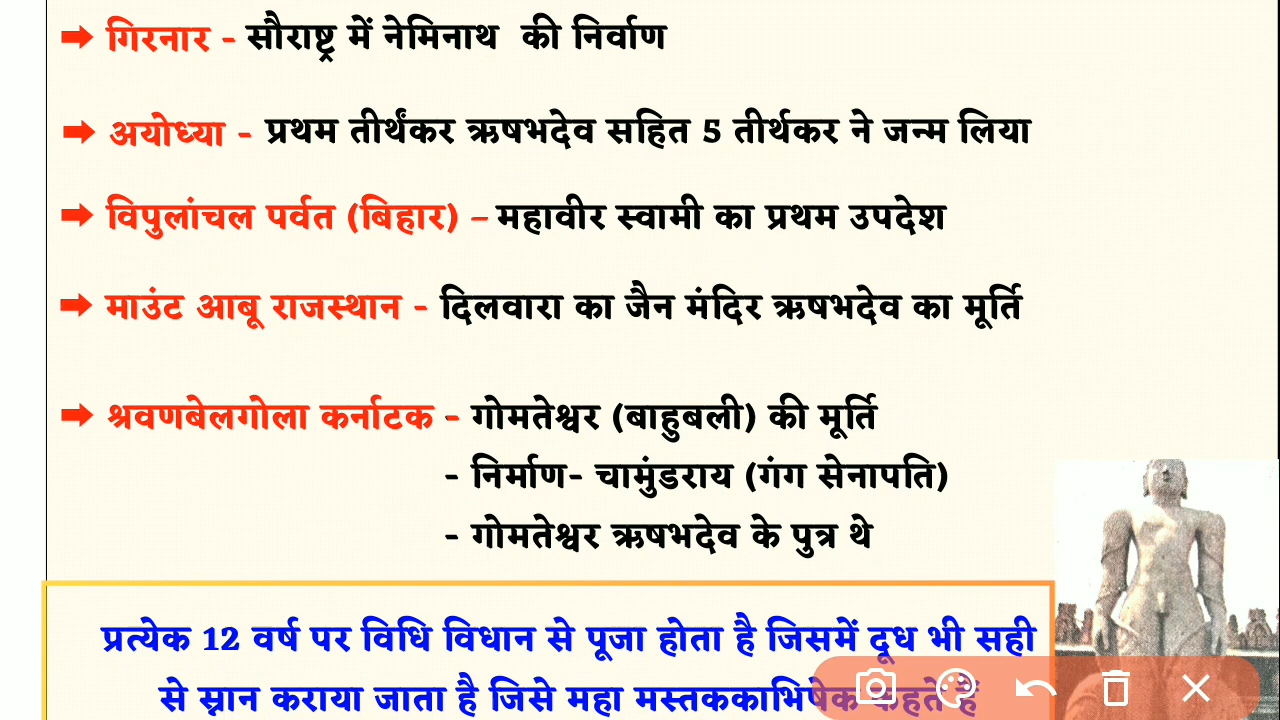 ➡ गिरनार - सौराष्ट्र में नेमिनाथ की निर्वाण
➡ अयोध्या - प्रथम तीर्थंकर ऋषभदेव सहित 5 तीर्थकर ने जन्म लिया
➡ विपुलांचल पर्वत (बिहार) – महावीर स्वामी का प्रथम उपदेश
➡ माउंट आबू राजस्थान - दिलवारा का जैन मंदिर ऋषभदेव का मूर्ति
➡ श्रवणबेलगोला कर्नाटक - गोमतेश्वर (बाहुबली) की मूर्ति
- निर्माण- चामुंडराय (गंग सेनापति)
- गोमतेश्वर ऋषभदेव के पुत्र थे
प्रत्येक 12 वर्ष पर विधि विधान से पूजा होता है जिसमें दूध भी सही
से स्नान कराया जाता है जिसे महा मस्तककाभिषेक कहते हैं